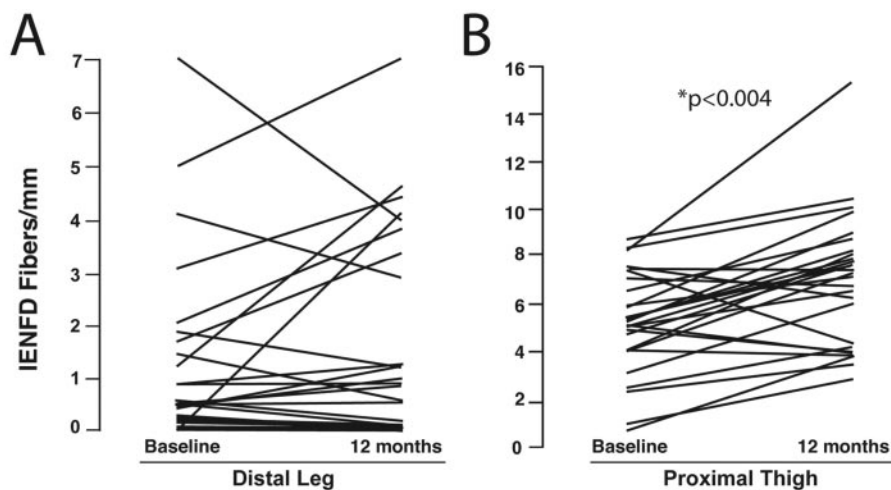 A
7
6
5
4
3
2
1
0
IENFD Fibers/mm
Baseline 12 months
Distal Leg
B
16
14
12
10
8
6
4
2
0
*p<0.004
Baseline 12 months
Proximal Thigh